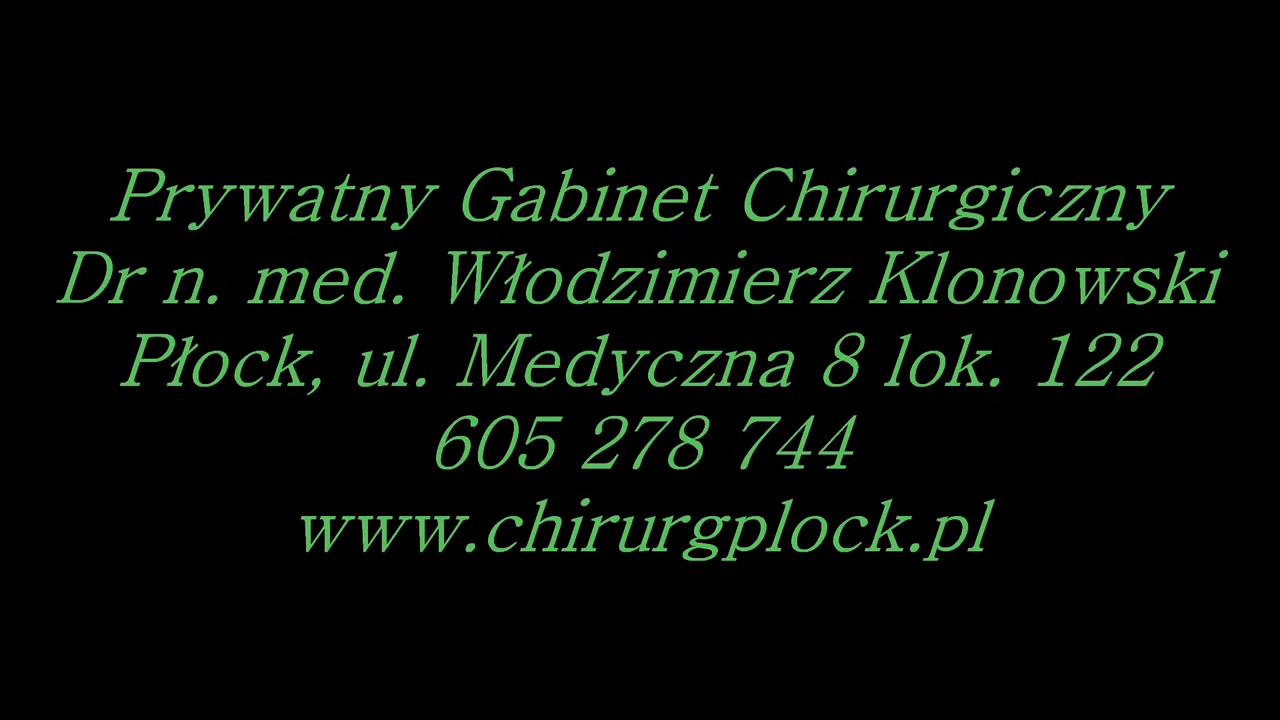 Prywatny Gabinet Chirurgiczny
Dr n. med. Włodzimierz Klonowski
Płock, ul. Medyczna 8 lok. 122
605 278 744
www.chirurgplock.pl